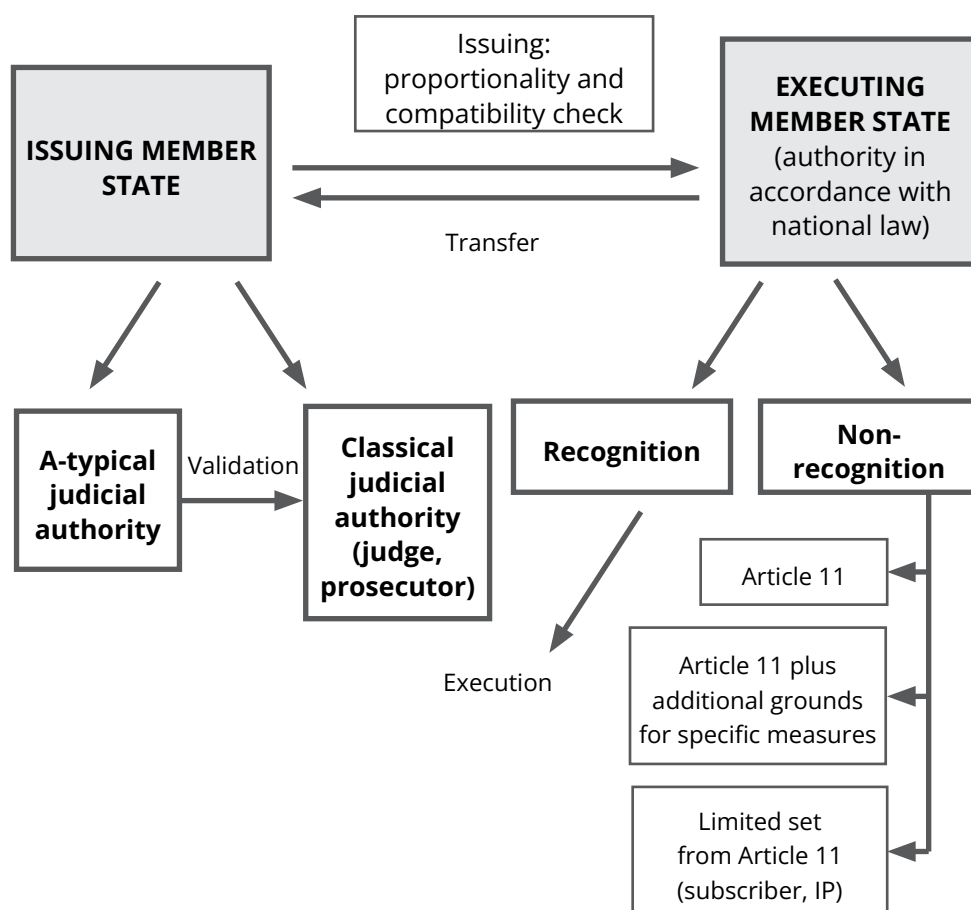 Issuing:
proportionality and
compatibility check
ISSUING MEMBER
STATE
EXECUTING
MEMBER STATE
(authority in
accordance with
national law)
Transfer
A-typical
judicial
authority
Validation
Classical
judicial
authority
(judge,
prosecutor)
Recognition
Non-
recognition
Execution
Article 11
Article 11 plus
additional grounds
for specific measures
Limited set
from Article 11
(subscriber, IP)